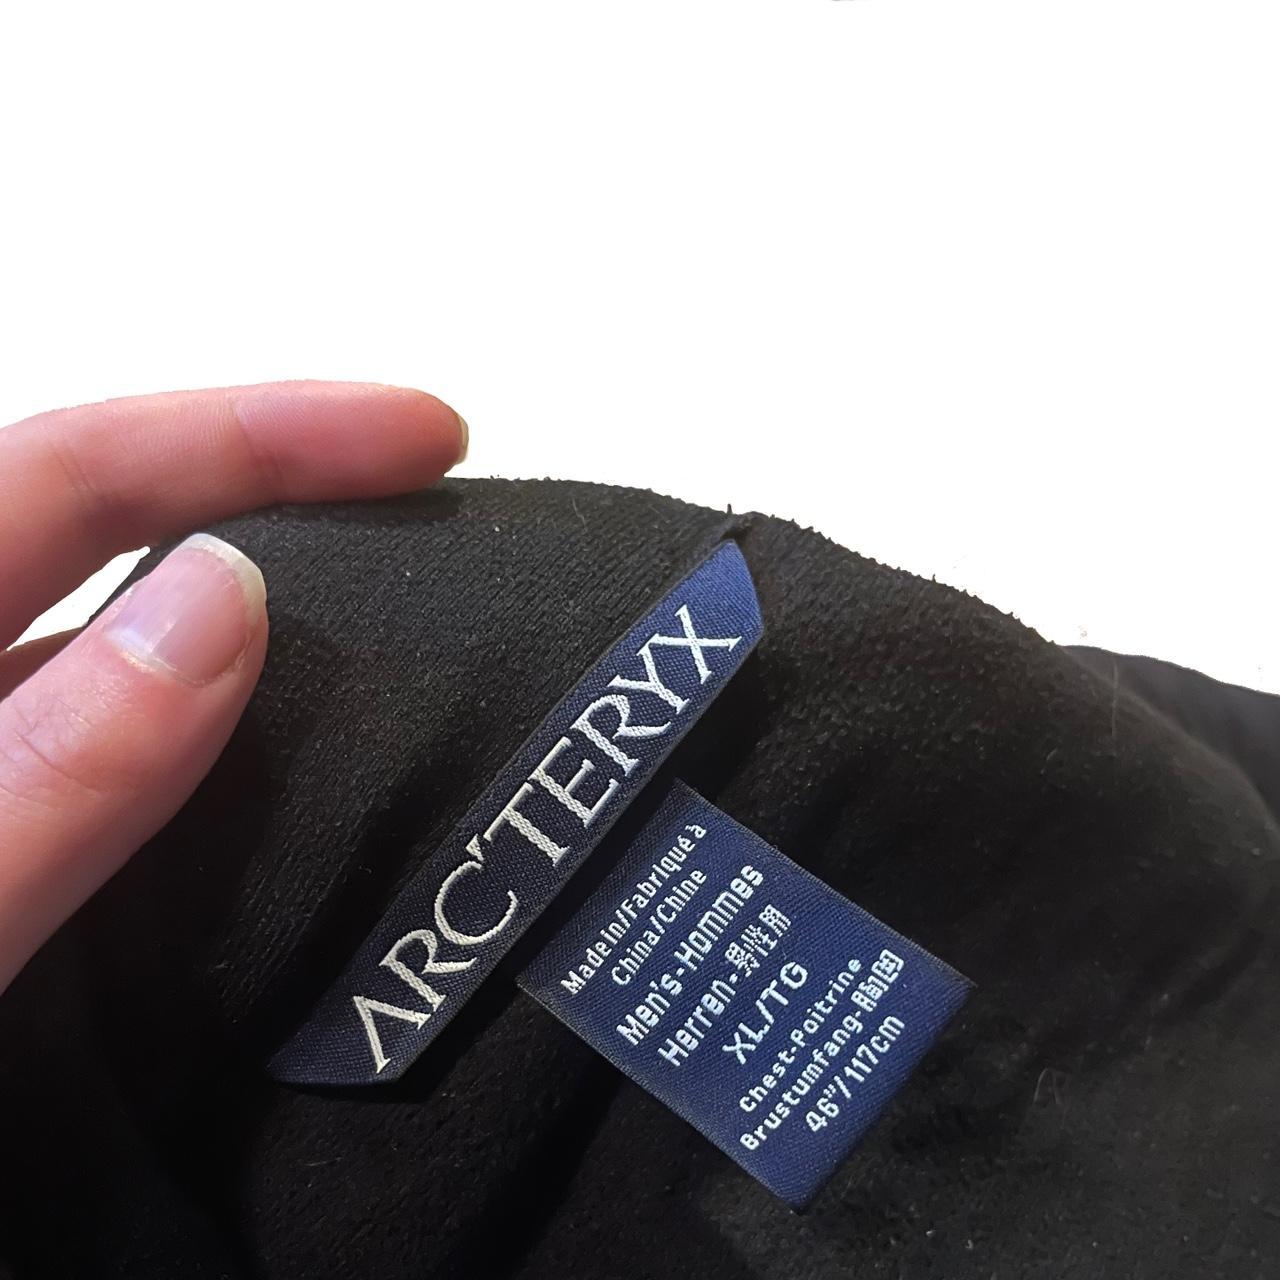 ARC'TERYX
Made in/Fabriqué à
China/Chine
Men's-Hommes
Herren-男性用
XL/TG
Chest-Poitrine
Brustumfang-胸囲
46"/117cm